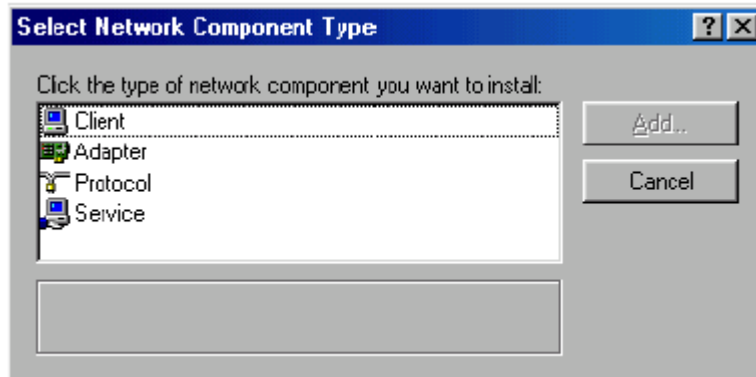 Select Network Component Type
Click the type of network component you want to install:
Client
Adapter
Protocol
Service
Add..
Cancel